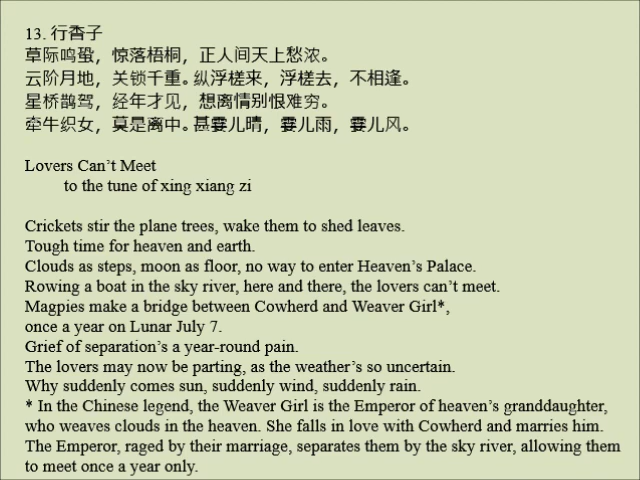 13. 行香子
草际鸣蛩，惊落梧桐，正人间天上愁浓。
云阶月地，关锁千重。纵浮槎来，浮槎去，不相逢。
星桥鹊驾，经年才见，想离情别恨难穷。
牵牛织女，莫是离中。甚霎儿晴，霎儿雨，霎儿风。
Lovers Can't Meet
to the tune of xing xiang zi
Crickets stir the plane trees, wake them to shed leaves.
Tough time for heaven and earth.
Clouds as steps, moon as floor, no way to enter Heaven's Palace.
Rowing a boat in the sky river, here and there, the lovers can't meet.
Magpies make a bridge between Cowherd and Weaver Girl*,
once a year on Lunar July 7.
Grief of separation's a year-round pain.
The lovers may now be parting, as the weather's so uncertain.
Why suddenly comes sun, suddenly wind, suddenly rain.
* In the Chinese legend, the Weaver Girl is the Emperor of heaven's granddaughter,
who weaves clouds in the heaven. She falls in love with Cowherd and marries him.
The Emperor, raged by their marriage, separates them by the sky river, allowing them
to meet once a year only.